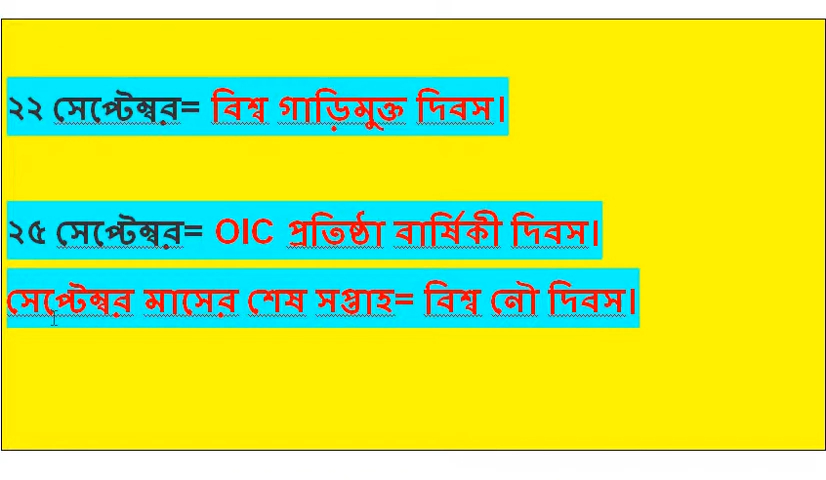 ২২ সেপ্টেম্বর= বিশ্ব গাড়িমুক্ত দিবস।
২৫ সেপ্টেম্বর= OIC প্রতিষ্ঠা বার্ষিকী দিবস।
সেপ্টেম্বর মাসের শেষ সপ্তাহ= বিশ্ব নৌ দিবস।